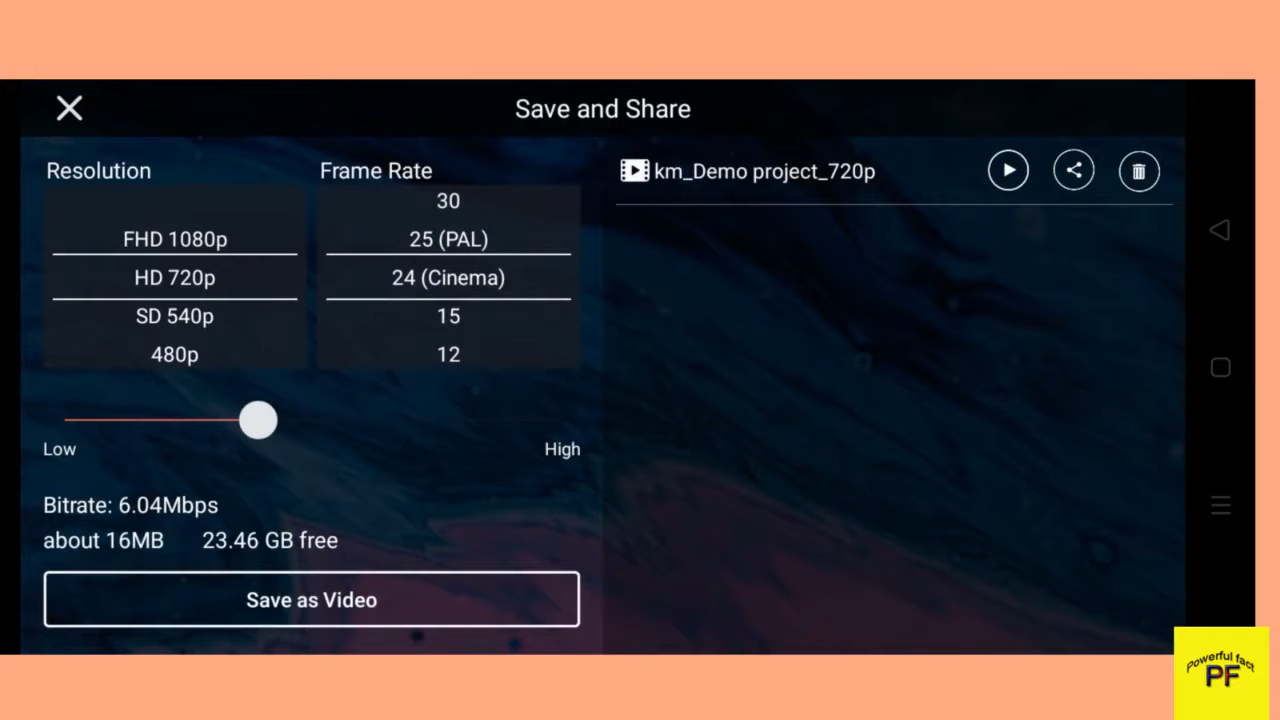 Save and Share
Resolution
FHD 1080p
HD 720p
SD 540p
480p
Frame Rate
30
25 (PAL)
24 (Cinema)
15
12
Low
High
Bitrate: 6.04Mbps
about 16MB 23.46 GB free
Save as Video
km_Demo project_720p
Powerful fact
PF